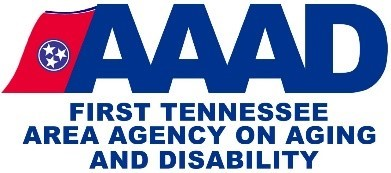 AAAD
FIRST TENNESSEE
AREA AGENCY ON AGING
AND DISABILITY